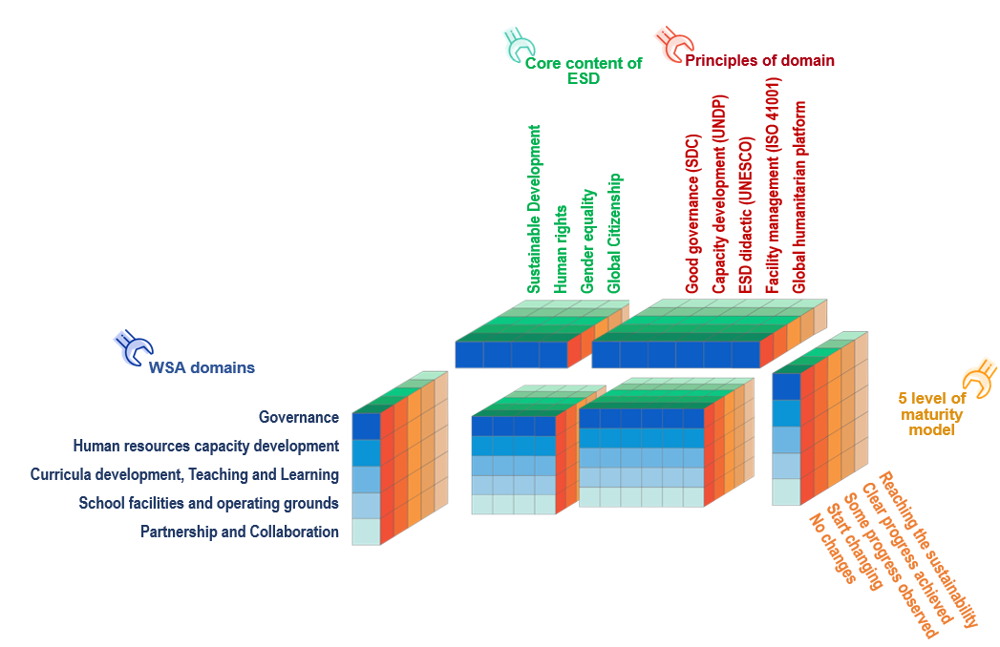 Core content of
ESD
Principles of domain
Sustainable Development
Human rights
Gender equality
Global Citizenship
Good governance (SDC)
Capacity development (UNDP)
ESD didactic (UNESCO)
Facility management (ISO 41001)
Global humanitarian platform
WSA domains
Governance
Human resources capacity development
Curricula development, Teaching and Learning
School facilities and operating grounds
Partnership and Collaboration
5 level of
maturity
model
Reaching the sustainability
Clear progress achieved
Some progress observed
Start changing
No changes